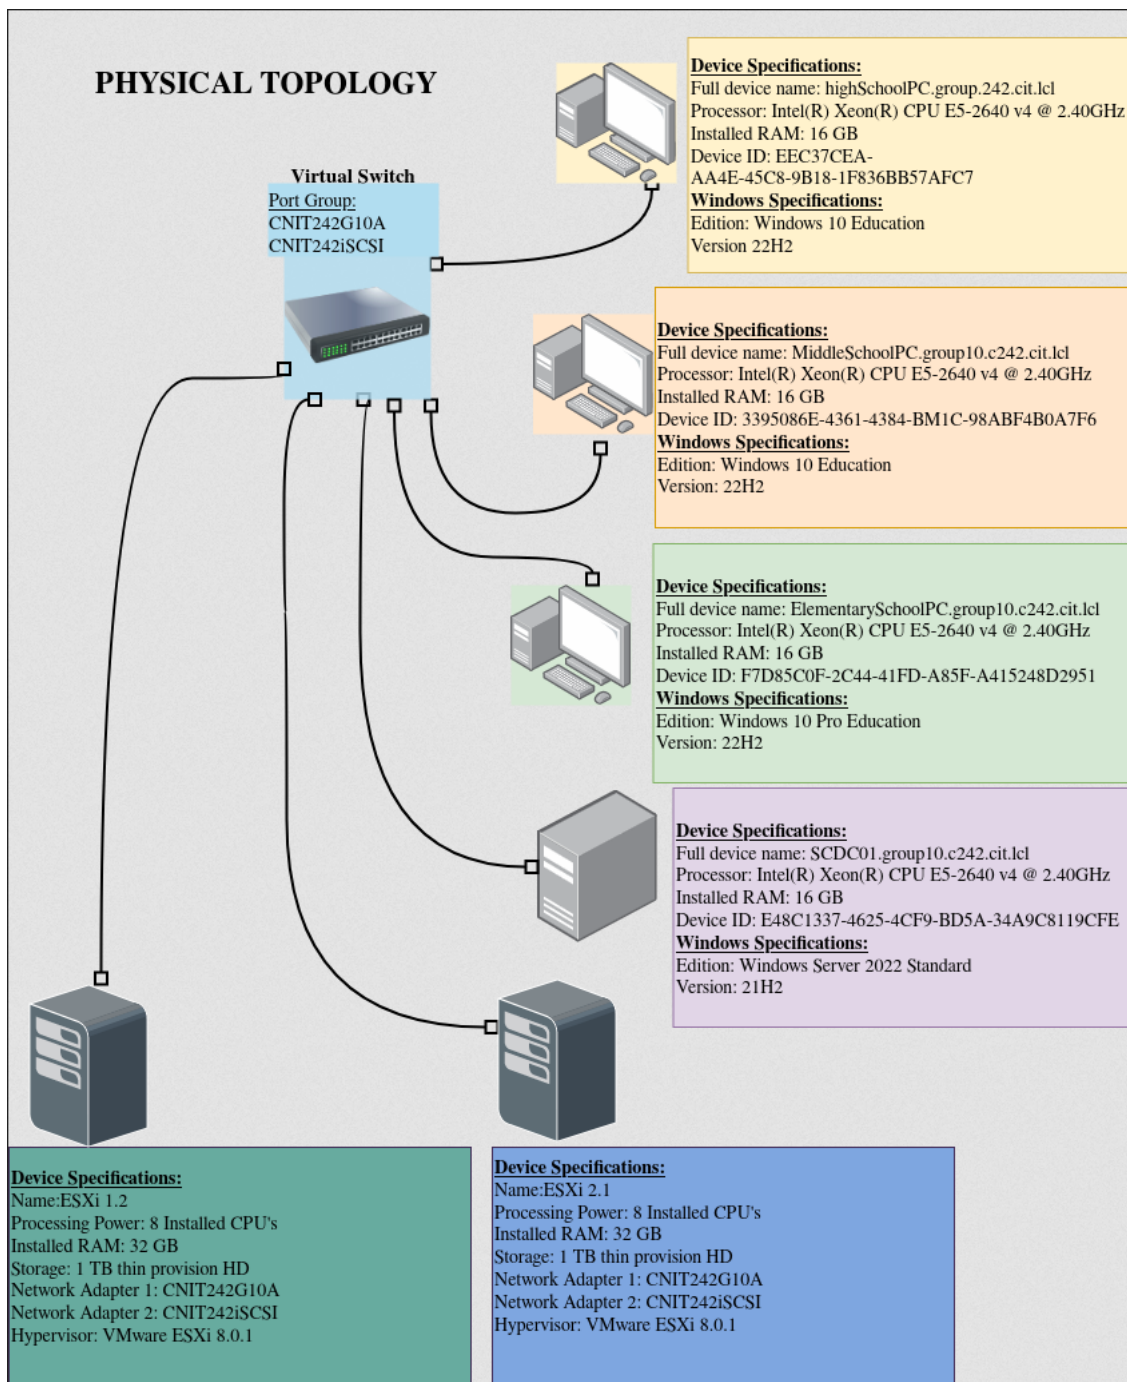 PHYSICAL TOPOLOGY
Virtual Switch
Port Group:
CNIT242G10A
CNIT242iSCSI
Device Specifications:
Full device name: highSchoolPC.group.242.cit.lcl
Processor: Intel(R) Xeon(R) CPU E5-2640 v4 @ 2.40GHz
Installed RAM: 16 GB
Device ID: EEC37CEA-
AA4E-45C8-9B18-1F836BB57AFC7
Windows Specifications:
Edition: Windows 10 Education
Version 22H2
Device Specifications:
Full device name: MiddleSchoolPC.group10.c242.cit.lcl
Processor: Intel(R) Xeon(R) CPU E5-2640 v4 @ 2.40GHz
Installed RAM: 16 GB
Device ID: 3395086E-4361-4384-BM1C-98ABF4B0A7F6
Windows Specifications:
Edition: Windows 10 Education
Version: 22H2
Device Specifications:
Full device name: ElementarySchoolPC.group10.c242.cit.lcl
Processor: Intel(R) Xeon(R) CPU E5-2640 v4 @ 2.40GHz
Installed RAM: 16 GB
Device ID: F7D85C0F-2C44-41FD-A85F-A415248D2951
Windows Specifications:
Edition: Windows 10 Pro Education
Version: 22H2
Device Specifications:
Full device name: SCDC01.group10.c242.cit.lcl
Processor: Intel(R) Xeon(R) CPU E5-2640 v4 @ 2.40GHz
Installed RAM: 16 GB
Device ID: E48C1337-4625-4CF9-BD5A-34A9C8119CFE
Windows Specifications:
Edition: Windows Server 2022 Standard
Version: 21H2
Device Specifications:
Name:ESXi 1.2
Processing Power: 8 Installed CPU's
Installed RAM: 32 GB
Storage: 1 TB thin provision HD
Network Adapter 1: CNIT242G10A
Network Adapter 2: CNIT242iSCSI
Hypervisor: VMware ESXi 8.0.1
Device Specifications:
Name:ESXi 2.1
Processing Power: 8 Installed CPU's
Installed RAM: 32 GB
Storage: 1 TB thin provision HD
Network Adapter 1: CNIT242G10A
Network Adapter 2: CNIT242iSCSI
Hypervisor: VMware ESXi 8.0.1